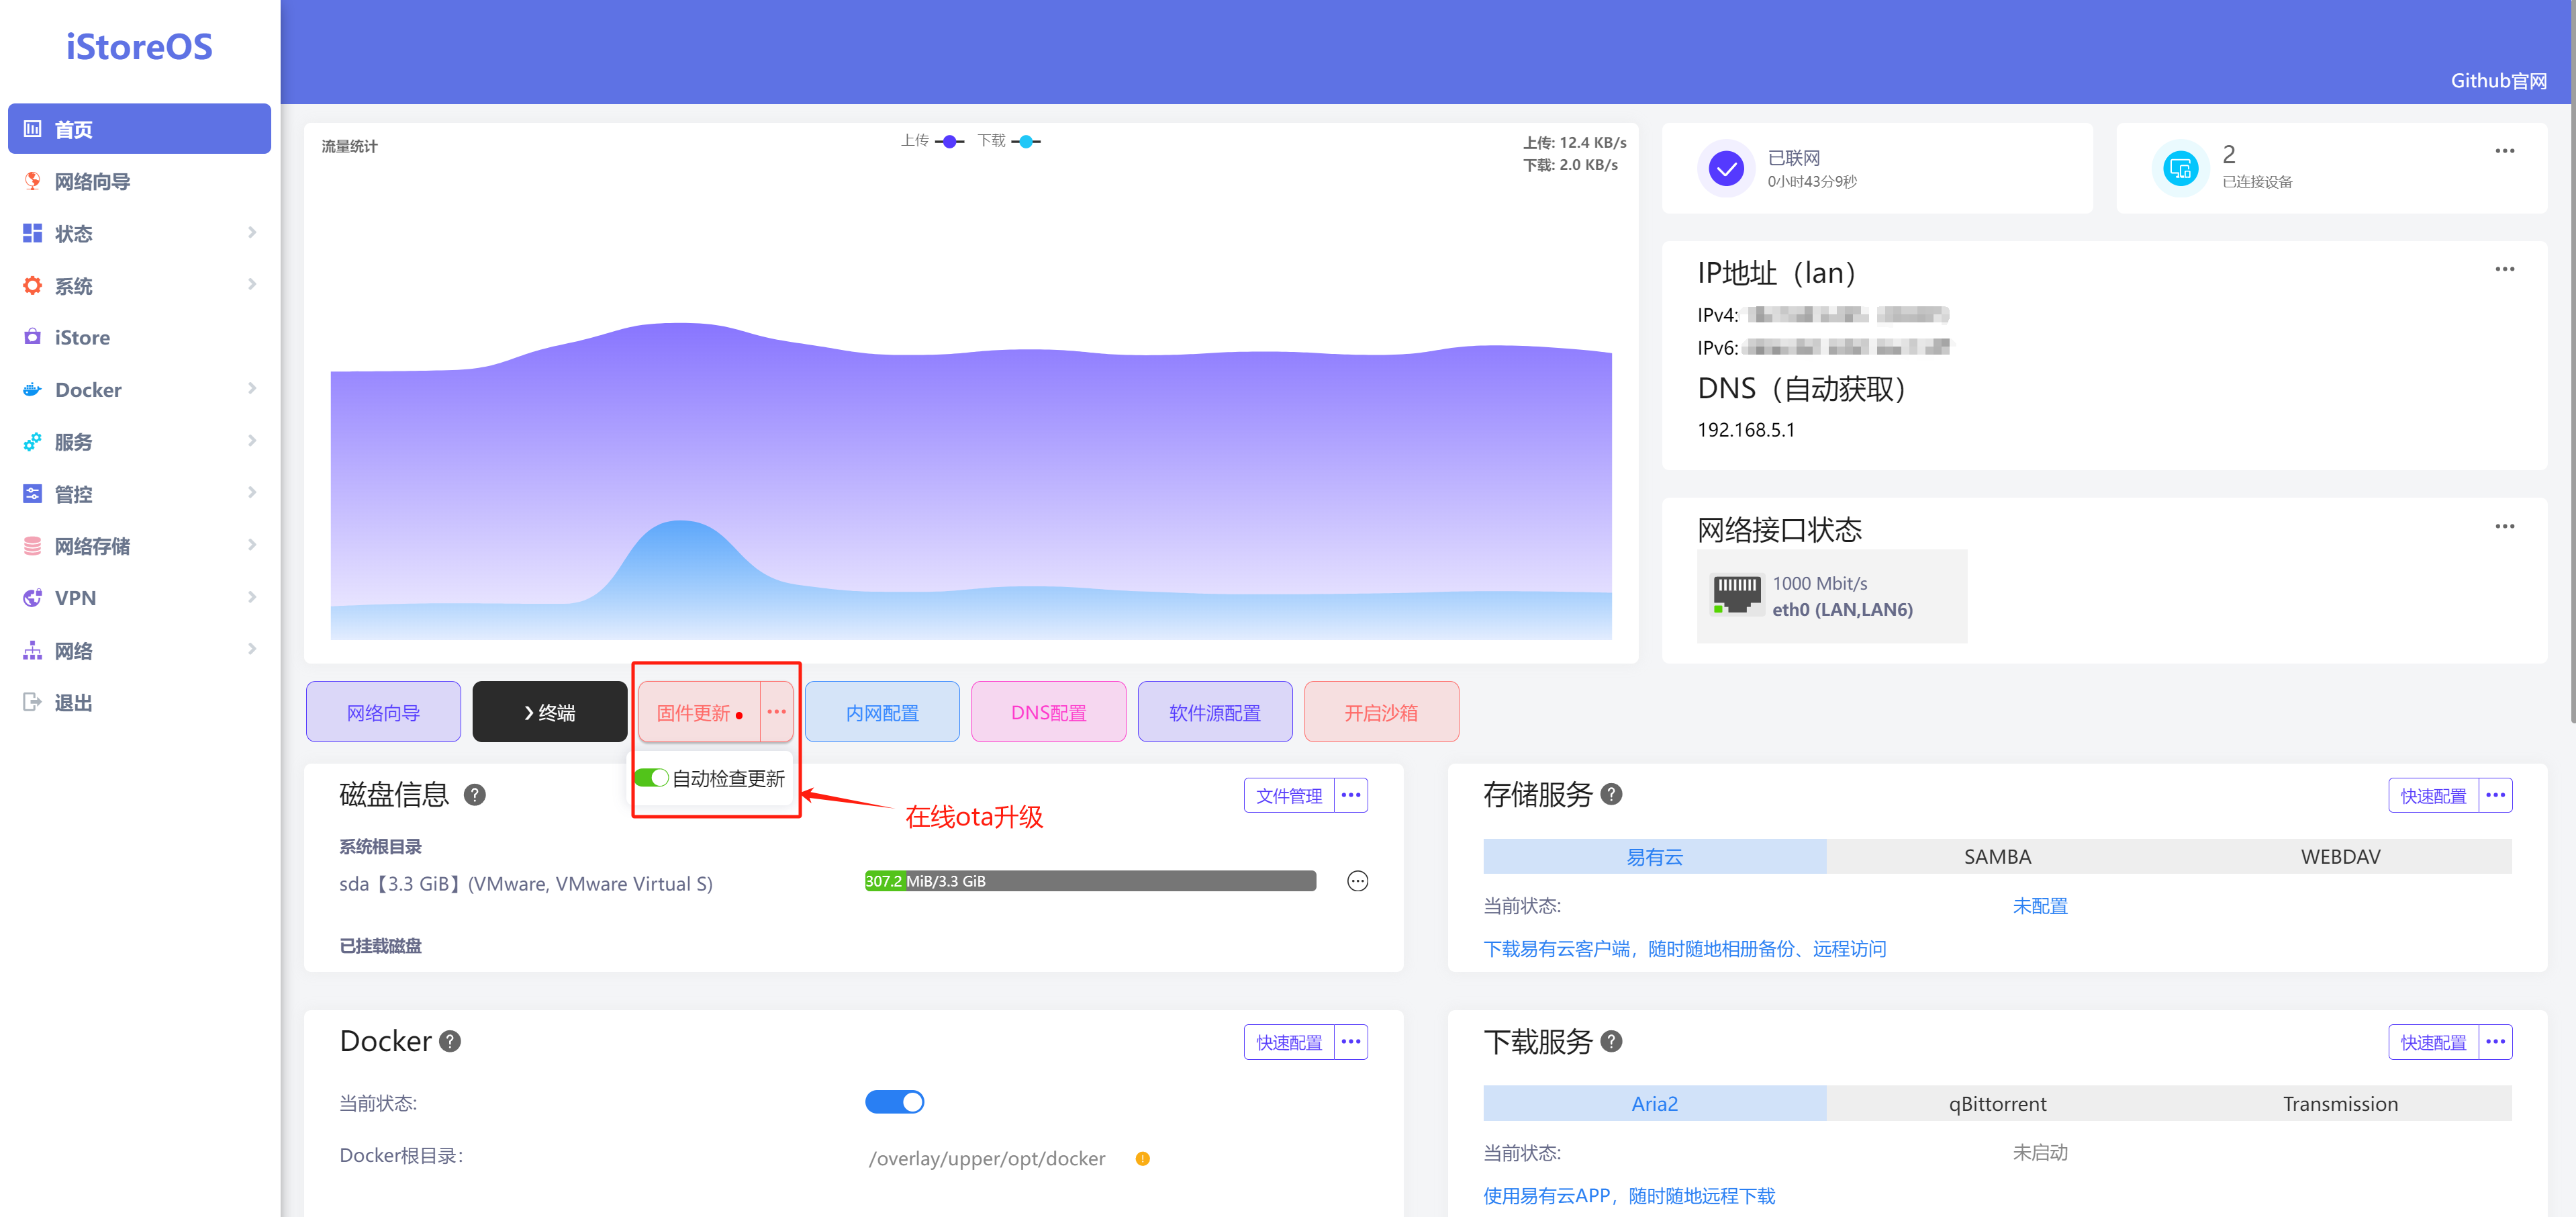 iStoreOS
首页
网络向导
状态
系统
iStore
Docker
服务
管控
网络存储
VPN
网络
退出
Github官网
流量统计
上传 下载
上传: 12.4 KB/s
下载: 2.0 KB/s
已联网
0小时43分9秒
2
已连接设备
IP地址（lan）
IPv4:
IPv6:
DNS（自动获取）
192.168.5.1
网络接口状态
1000 Mbit/s
eth0 (LAN,LAN6)
网络向导
终端
固件更新
内网配置
DNS配置
软件源配置
开启沙箱
自动检查更新
在线ota升级
磁盘信息
文件管理
系统根目录
sda【3.3 GiB】(VMware, VMware Virtual S)
307.2 MiB/3.3 GiB
已挂载磁盘
存储服务
快速配置
易有云 SAMBA WEBDAV
当前状态: 未配置
下载易有云客户端，随时随地相册备份、远程访问
Docker
快速配置
当前状态:
Docker根目录: /overlay/upper/opt/docker
下载服务
快速配置
Aria2 qBittorrent Transmission
当前状态: 未启动
使用易有云APP，随时随地远程下载